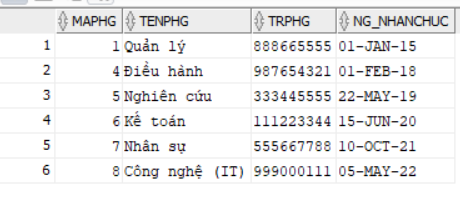 MAPHG TENPHG TRPHG NG_NHANCHUC
1 1 Quản lý 888665555 01-JAN-15
2 4 Điều hành 987654321 01-FEB-18
3 5 Nghiên cứu 333445555 22-MAY-19
4 6 Kế toán 111223344 15-JUN-20
5 7 Nhân sự 555667788 10-OCT-21
6 8 Công nghệ (IT) 999000111 05-MAY-22